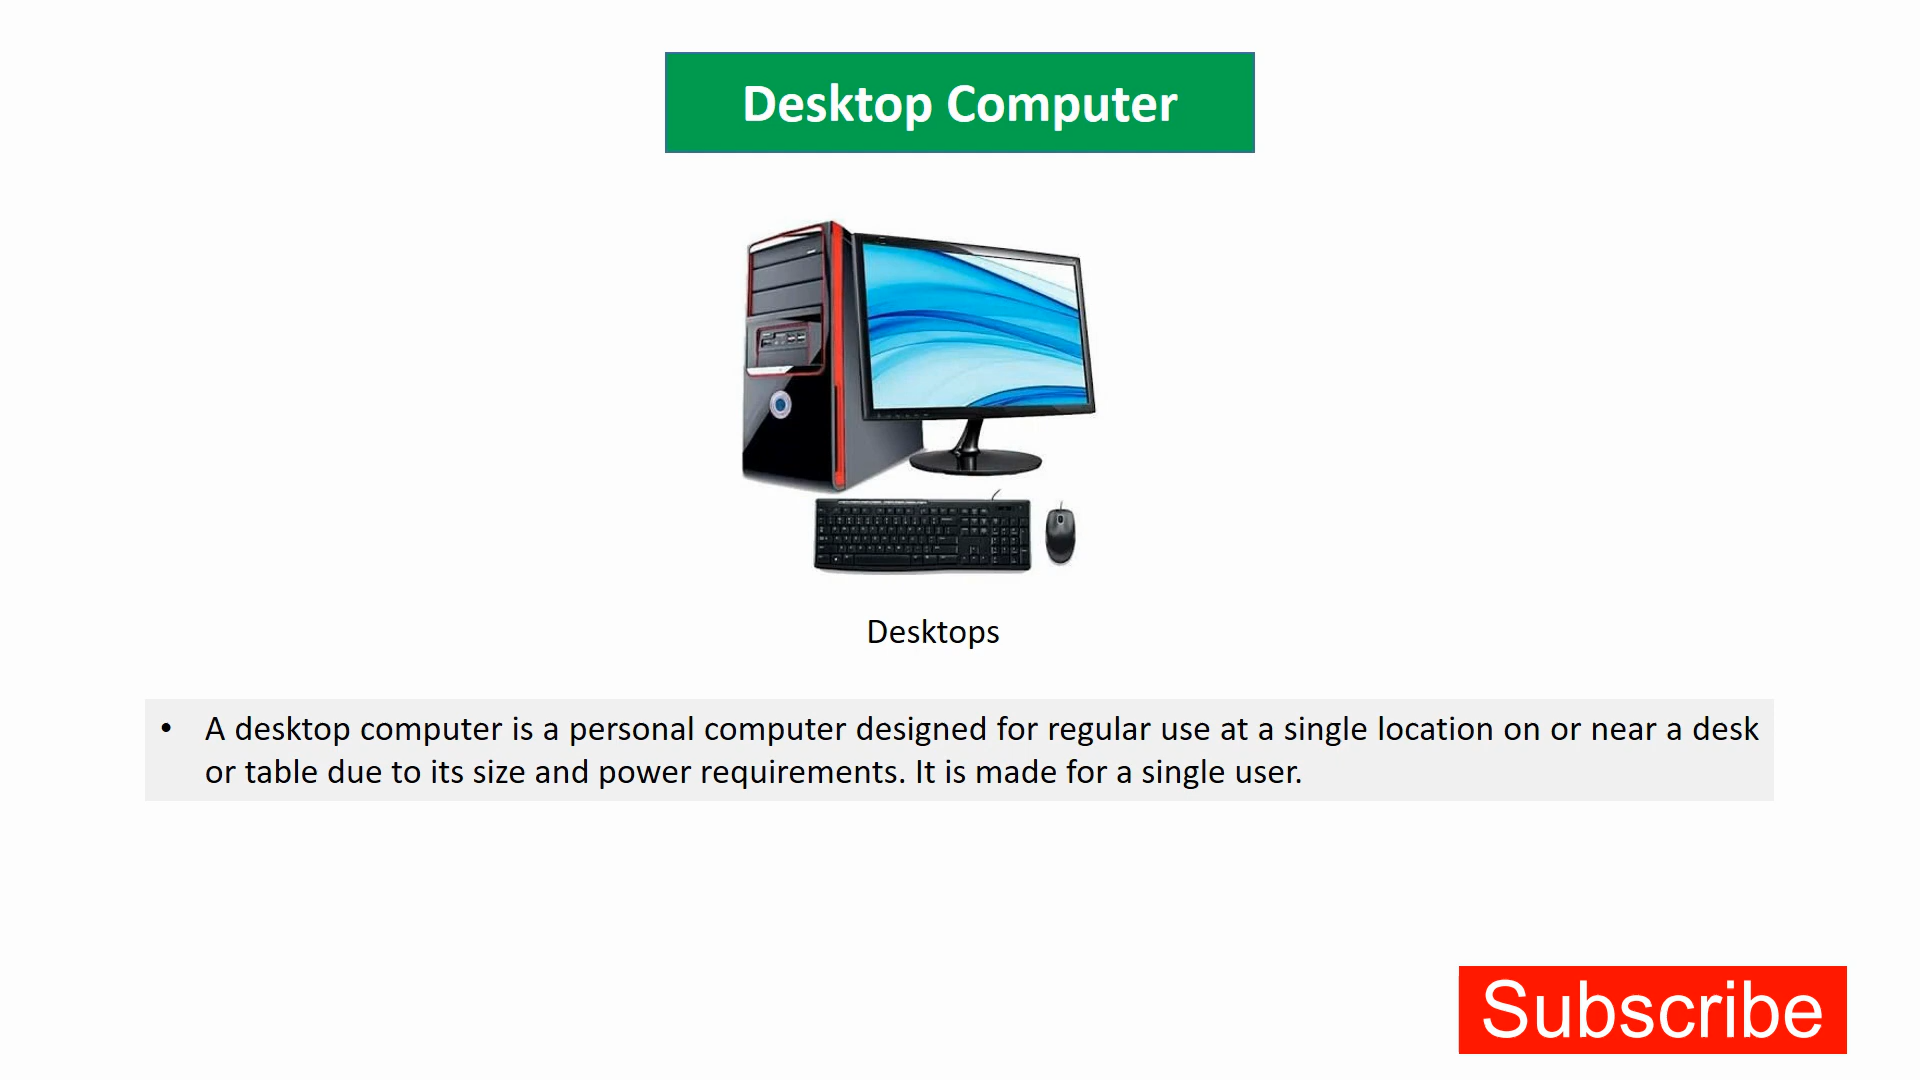 Desktop Computer
Desktops
• A desktop computer is a personal computer designed for regular use at a single location on or near a desk
or table due to its size and power requirements. It is made for a single user.
Subscribe